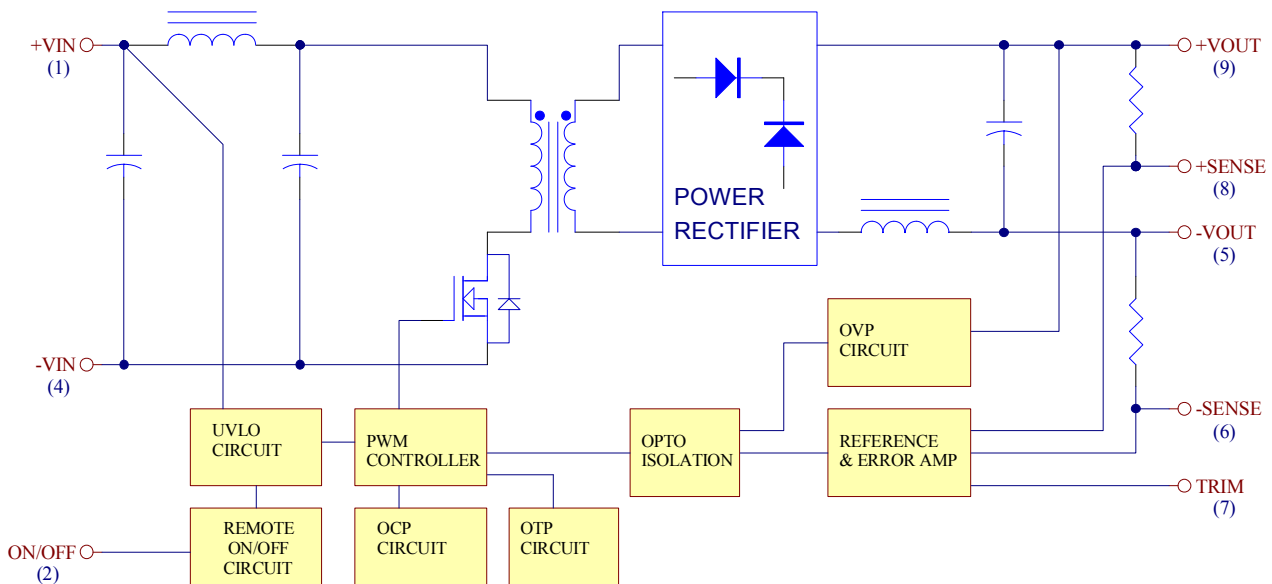 +VIN
(1)
+VOUT
(9)
POWER
RECTIFIER
+SENSE
(8)
-VOUT
(5)
-VIN
(4)
OVP
CIRCUIT
UVLO
CIRCUIT
PWM
CONTROLLER
OPTO
ISOLATION
REFERENCE
& ERROR AMP
-SENSE
(6)
TRIM
(7)
ON/OFF
(2)
REMOTE
ON/OFF
CIRCUIT
OCP
CIRCUIT
OTP
CIRCUIT